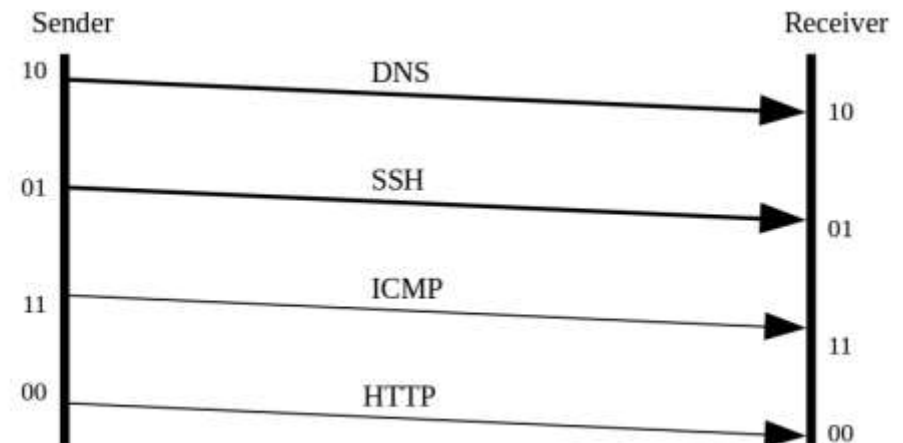 Sender Receiver
10 DNS 10
01 SSH 01
11 ICMP 11
00 HTTP 00